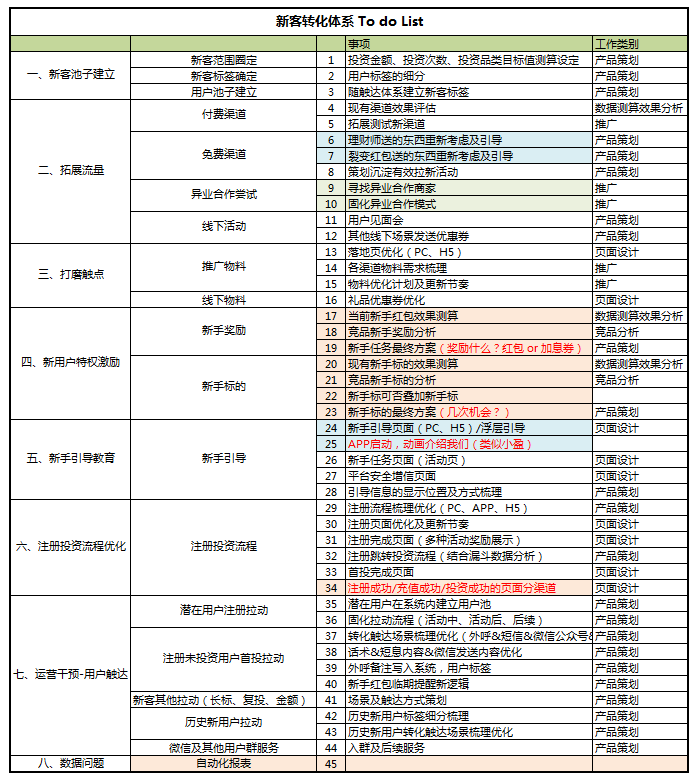 新客转化体系 To do List
事项 工作类别
一、新客池子建立 新客范围圈定 1 投资金额、投资次数、投资品类目标值测算设定 产品策划
新客标签确定 2 用户标签的细分 产品策划
用户池子建立 3 随触达体系建立新客标签 产品策划
二、拓展流量 付费渠道 4 现有渠道效果评估 数据测算效果分析
5 拓展测试新渠道 推广
免费渠道 6 理财师送的东西重新考虑及引导 产品策划
7 裂变红包送的东西重新考虑及引导 产品策划
8 策划沉淀有效拉新活动 产品策划
异业合作尝试 9 寻找异业合作商家 推广
10 固化异业合作模式 推广
线下活动 11 用户见面会 产品策划
12 其他线下场景发送优惠券 产品策划
三、打磨触点 推广物料 13 落地页优化（PC、H5） 页面设计
14 各渠道物料需求梳理 推广
15 物料优化计划及更新节奏 推广
线下物料 16 礼品优惠券优化 页面设计
四、新用户特权激励 新手奖励 17 当前新手红包效果测算 数据测算效果分析
18 竞品新手奖励分析 竞品分析
19 新手任务最终方案（奖励什么？红包 or 加息券） 产品策划
新手标的 20 现有新手标的效果测算 数据测算效果分析
21 竞品新手标的分析 竞品分析
22 新手标可否叠加新手标
23 新手标的最终方案（几次机会？） 产品策划
五、新手引导教育 新手引导 24 新手引导页面（PC、H5）/浮层引导 页面设计
25 APP启动，动画介绍我们（类似小盈）
26 新手任务页面（活动页） 页面设计
27 平台安全增信页面 页面设计
28 引导信息的显示位置及方式梳理 产品策划
六、注册投资流程优化 注册投资流程 29 注册流程梳理优化（PC、APP、H5） 产品策划
30 注册页面优化及更新节奏 页面设计
31 注册完成页面（多种活动奖励展示） 页面设计
32 注册跳转投资流程（结合漏斗数据分析） 产品策划
33 首投完成页面 页面设计
34 注册成功/充值成功/投资成功的页面分渠道 页面设计
七、运营干预-用户触达 潜在用户注册拉动 35 潜在用户在系统内建立用户池 产品策划
36 固化拉动流程（活动中、活动后、后续） 产品策划
注册未投资用户首投拉动 37 转化触达场景梳理优化（外呼&短信&微信公众号& 产品策划
38 话术&短息内容&微信发送内容优化 产品策划
39 外呼备注写入系统，用户标签 产品策划
40 新手红包临期提醒新逻辑 产品策划
新客其他拉动（长标、复投、金额） 41 场景及触达方式策划 产品策划
历史新用户拉动 42 历史新用户标签细分梳理 产品策划
43 历史新用户转化触达场景梳理优化 产品策划
微信及其他用户群服务 44 入群及后续服务 产品策划
八、数据问题 自动化报表 45